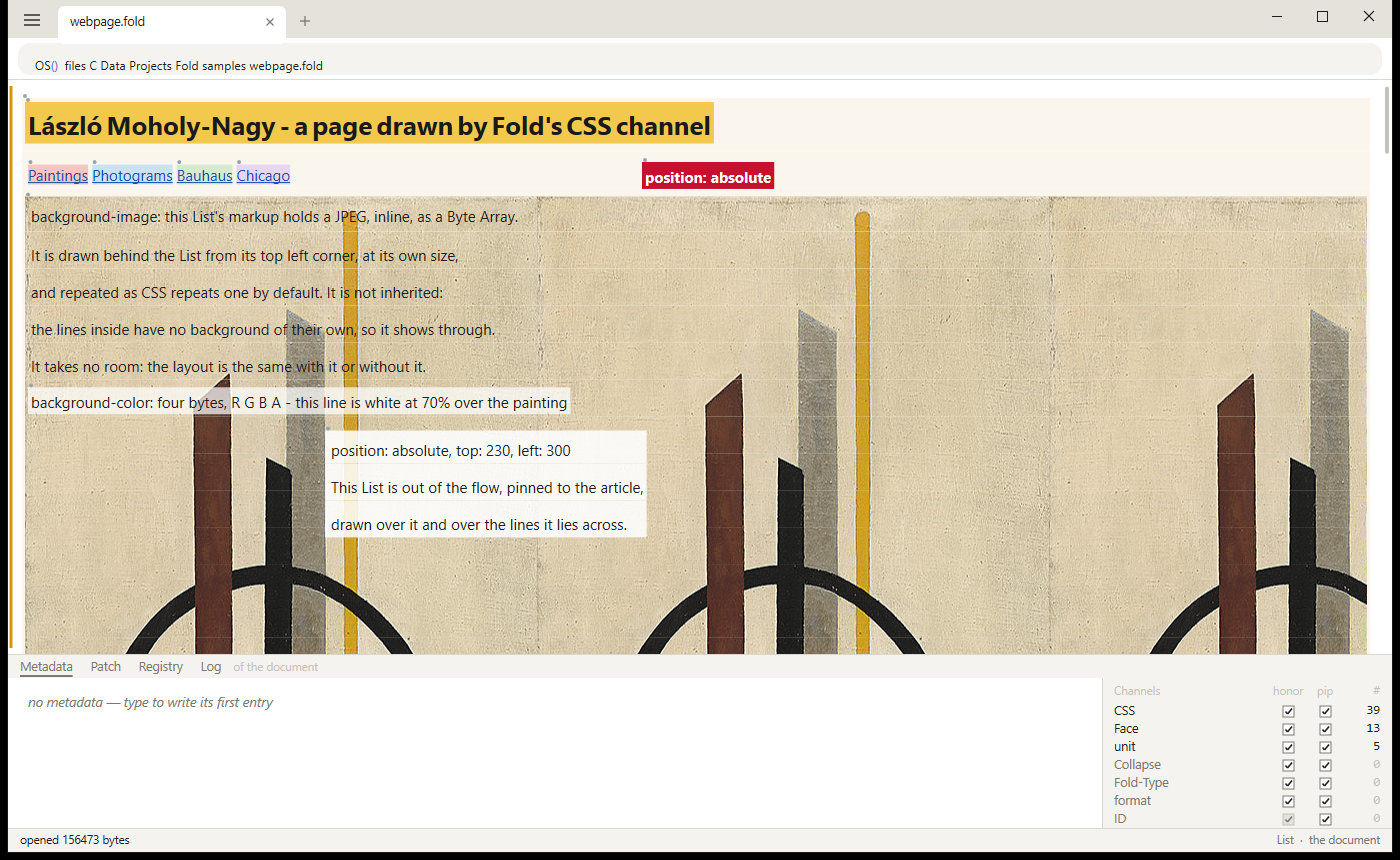 webpage.fold
OS() files C Data Projects Fold samples webpage.fold
László Moholy-Nagy - a page drawn by Fold's CSS channel
Paintings Photograms Bauhaus Chicago
position: absolute
background-image: this List's markup holds a JPEG, inline, as a Byte Array.
It is drawn behind the List from its top left corner, at its own size,
and repeated as CSS repeats one by default. It is not inherited:
the lines inside have no background of their own, so it shows through.
It takes no room: the layout is the same with it or without it.
background-color: four bytes, R G B A - this line is white at 70% over the painting
position: absolute, top: 230, left: 300
This List is out of the flow, pinned to the article,
drawn over it and over the lines it lies across.
Metadata Patch Registry Log of the document
no metadata — type to write its first entry
Channels honor pip #
CSS 39
Face 13
unit 5
Collapse 0
Fold-Type 0
format 0
ID 0
opened 156473 bytes
List · the document